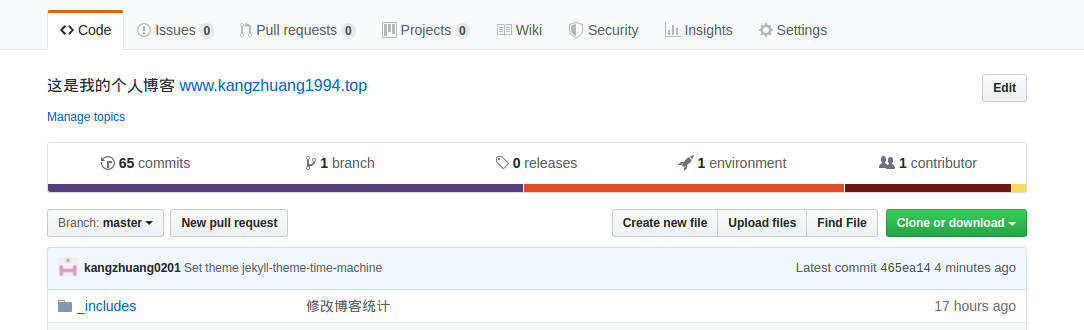 Code Issues 0 Pull requests 0 Projects 0 Wiki Security Insights Settings
这是我的个人博客 www.kangzhuang1994.top Edit
Manage topics
65 commits 1 branch 0 releases 1 environment 1 contributor
Branch: master New pull request Create new file Upload files Find File Clone or download
kangzhuang0201 Set theme jekyll-theme-time-machine Latest commit 465ea14 4 minutes ago
_includes 修改博客统计 17 hours ago